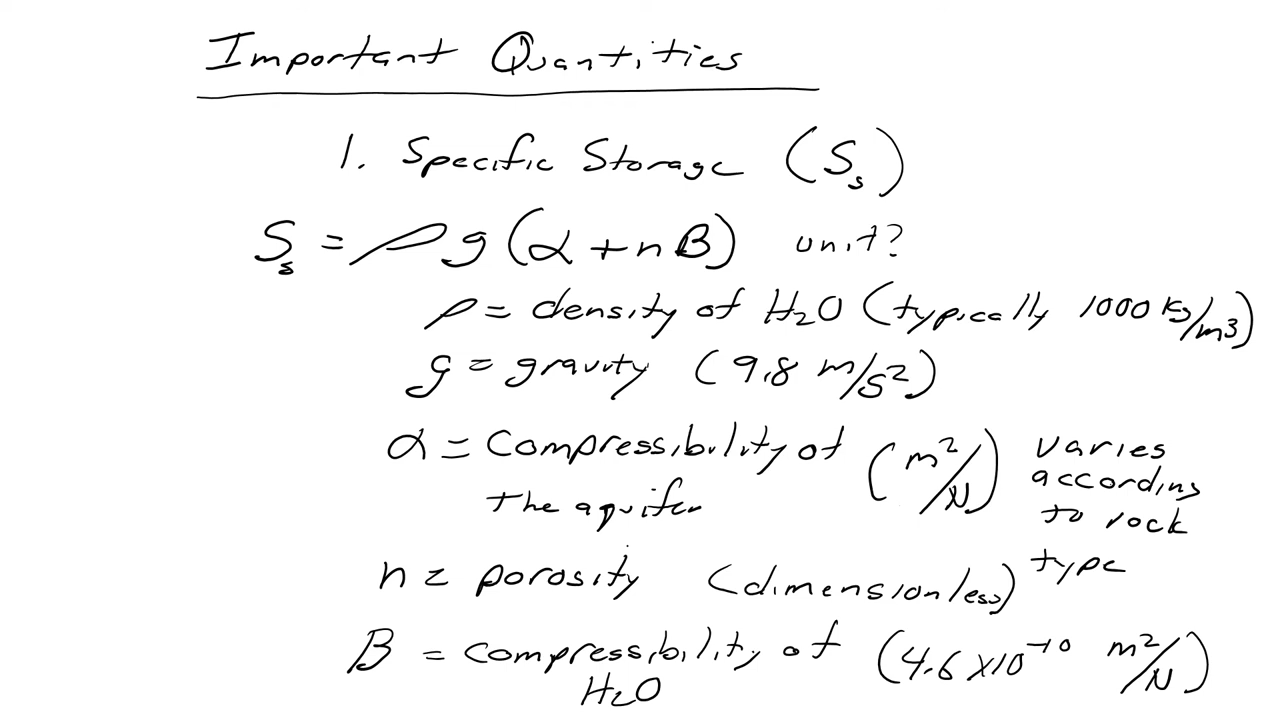 Important Quantities
1. Specific Storage (Sₛ)
Sₛ = ρg(α + nB) unit?
ρ = density of H₂O (typically 1000 kg/m³)
g = gravity (9.8 m/s²)
α = compressibility of the aquifer (m²/N) varies according to rock type
n = porosity (dimensionless)
B = compressibility of H₂O (4.6 x 10⁻¹⁰ m²/N)